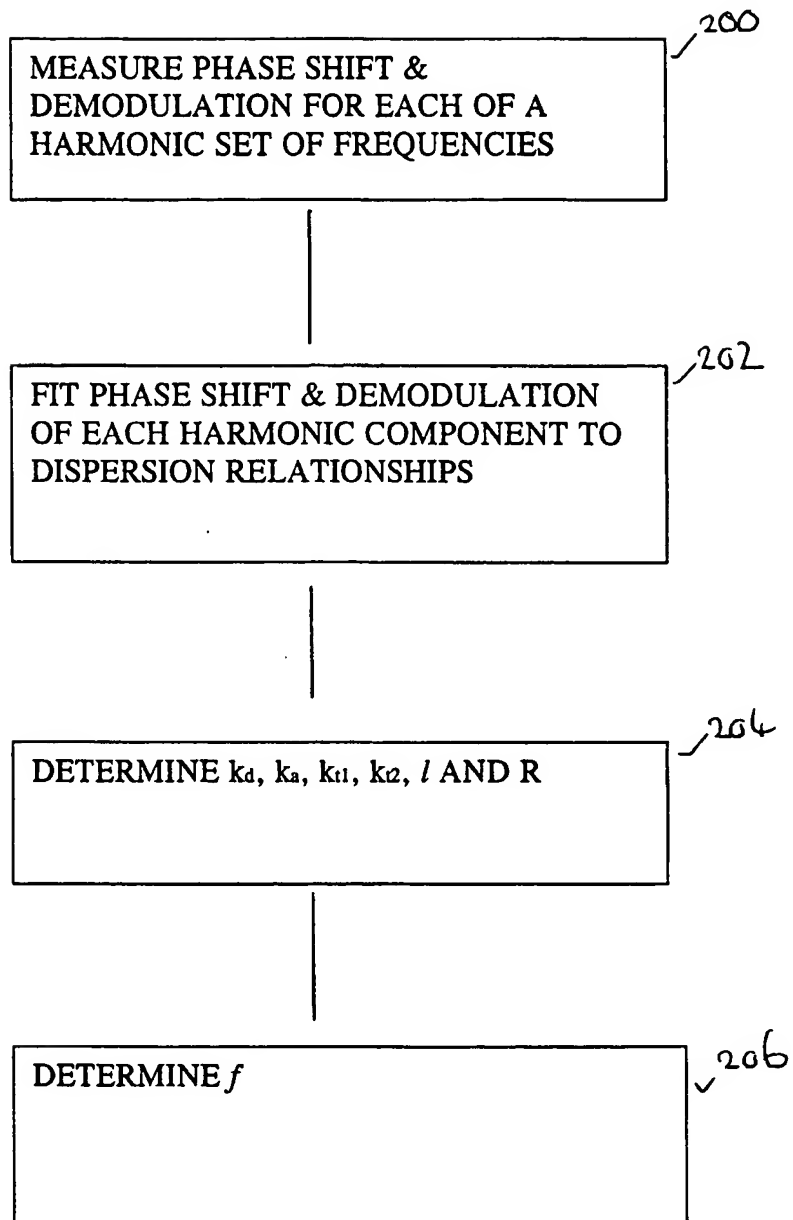 200
MEASURE PHASE SHIFT &
DEMODULATION FOR EACH OF A
HARMONIC SET OF FREQUENCIES
202
FIT PHASE SHIFT & DEMODULATION
OF EACH HARMONIC COMPONENT TO
DISPERSION RELATIONSHIPS
204
DETERMINE kd, ka, kt1, kt2, l AND R
206
DETERMINE f